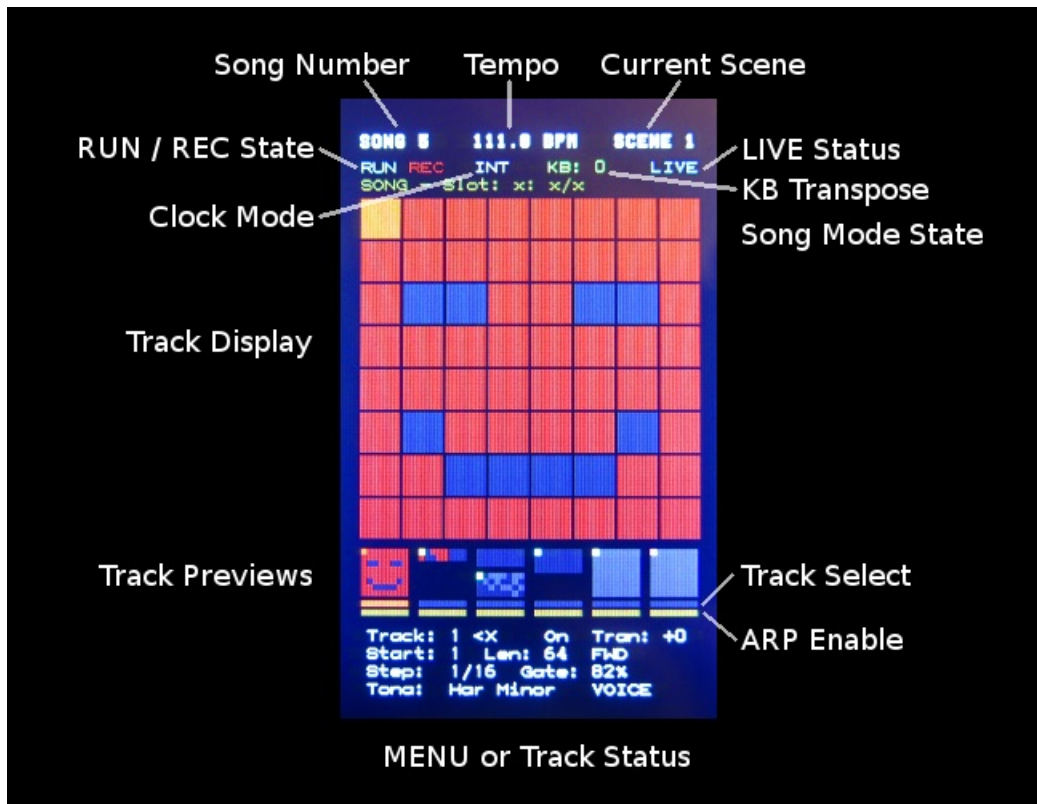 Song Number Tempo Current Scene
SONG 5 111.0 BPM SCENE 1
RUN / REC State
RUN REC INT KB: 0 LIVE
LIVE Status
SONG - Slot: x: x/x
KB Transpose
Clock Mode
Song Mode State
Track Display
Track Previews
Track Select
ARP Enable
Track: 1 <X On Tran: +0
Start: 1 Len: 64 FWD
Step: 1/16 Gate: 82%
Tona: Har Minor VOICE
MENU or Track Status